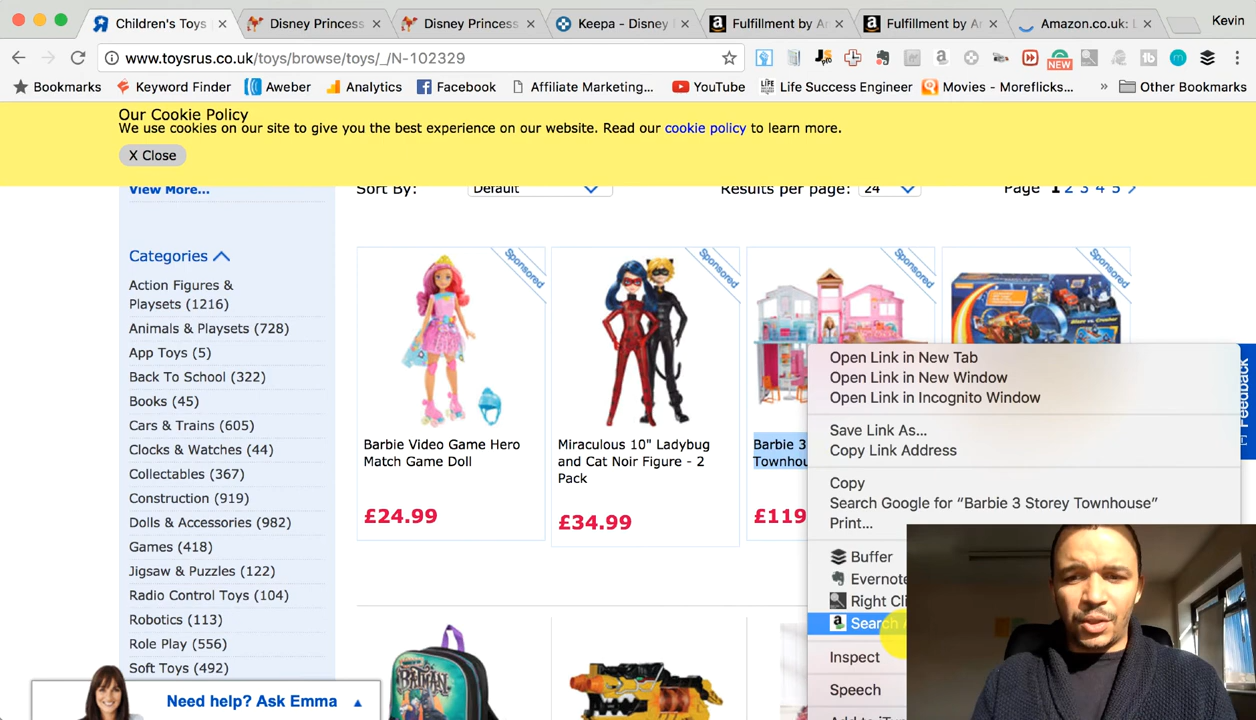 Children's Toys
Disney Princess
Disney Princess
Keepa - Disney
Fulfillment by A
Fulfillment by A
Amazon.co.uk: L
Kevin
www.toysrus.co.uk/toys/browse/toys/_/N-102329
NEW
Bookmarks
Keyword Finder
Aweber
Analytics
Facebook
Affiliate Marketing...
YouTube
Life Success Engineer
Movies - Moreflicks...
Other Bookmarks
Our Cookie Policy
We use cookies on our site to give you the best experience on our website. Read our cookie policy to learn more.
X Close
View More...
Sort By: Default
Results per page: 24
Page 1 2 3 4 5
Categories
Action Figures &
Playsets (1216)
Animals & Playsets (728)
App Toys (5)
Back To School (322)
Books (45)
Cars & Trains (605)
Clocks & Watches (44)
Collectables (367)
Construction (919)
Dolls & Accessories (982)
Games (418)
Jigsaw & Puzzles (122)
Radio Control Toys (104)
Robotics (113)
Role Play (556)
Soft Toys (492)
Need help? Ask Emma
Sponsored
Barbie Video Game Hero
Match Game Doll
£24.99
Sponsored
Miraculous 10" Ladybug
and Cat Noir Figure - 2
Pack
£34.99
Sponsored
Barbie 3
Townhou
£119
Sponsored
Open Link in New Tab
Open Link in New Window
Open Link in Incognito Window
Save Link As...
Copy Link Address
Copy
Search Google for “Barbie 3 Storey Townhouse”
Print...
Buffer
Evernote
Right Cli
Search
Inspect
Speech
Feedback